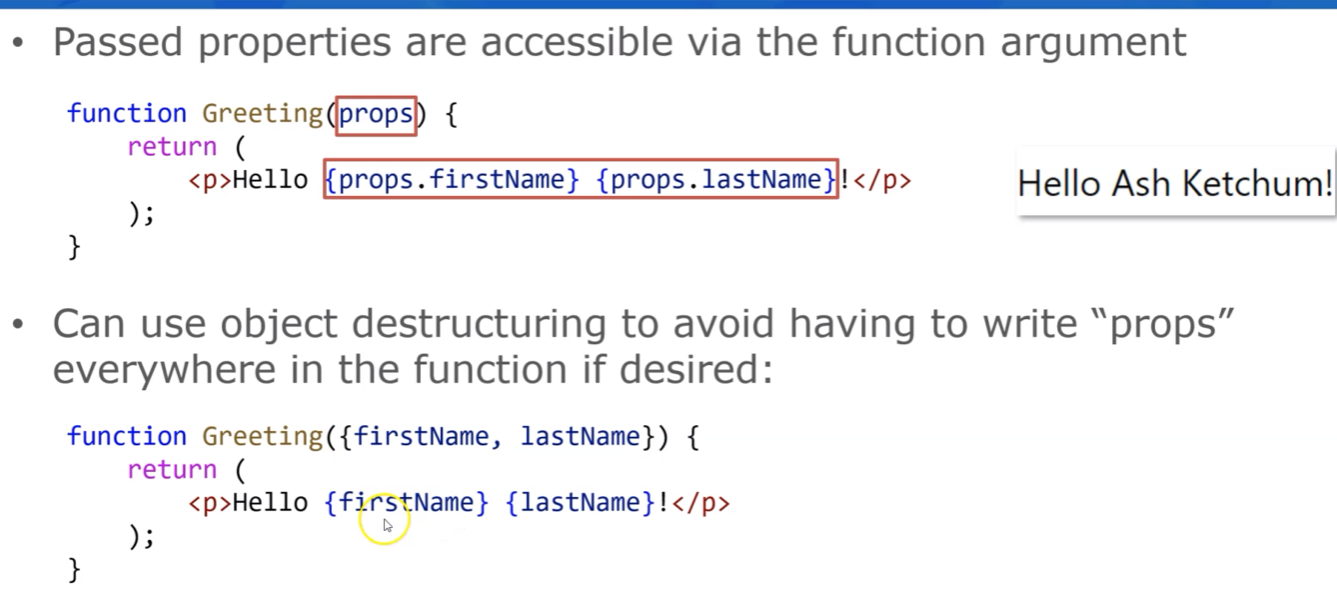 • Passed properties are accessible via the function argument
function Greeting(props) {
    return (
        <p>Hello {props.firstName} {props.lastName}!</p>
    );
}
Hello Ash Ketchum!
• Can use object destructuring to avoid having to write “props”
everywhere in the function if desired:
function Greeting({firstName, lastName}) {
    return (
        <p>Hello {firstName} {lastName}!</p>
    );
}